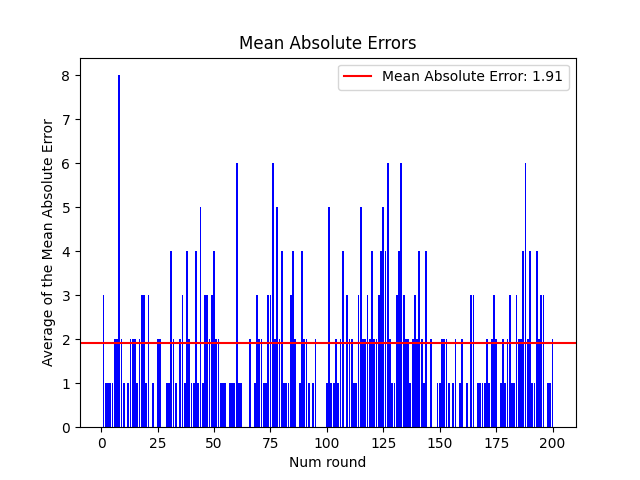 Mean Absolute Errors
Mean Absolute Error: 1.91
Average of the Mean Absolute Error
8
7
6
5
4
3
2
1
0
0 25 50 75 100 125 150 175 200
Num round